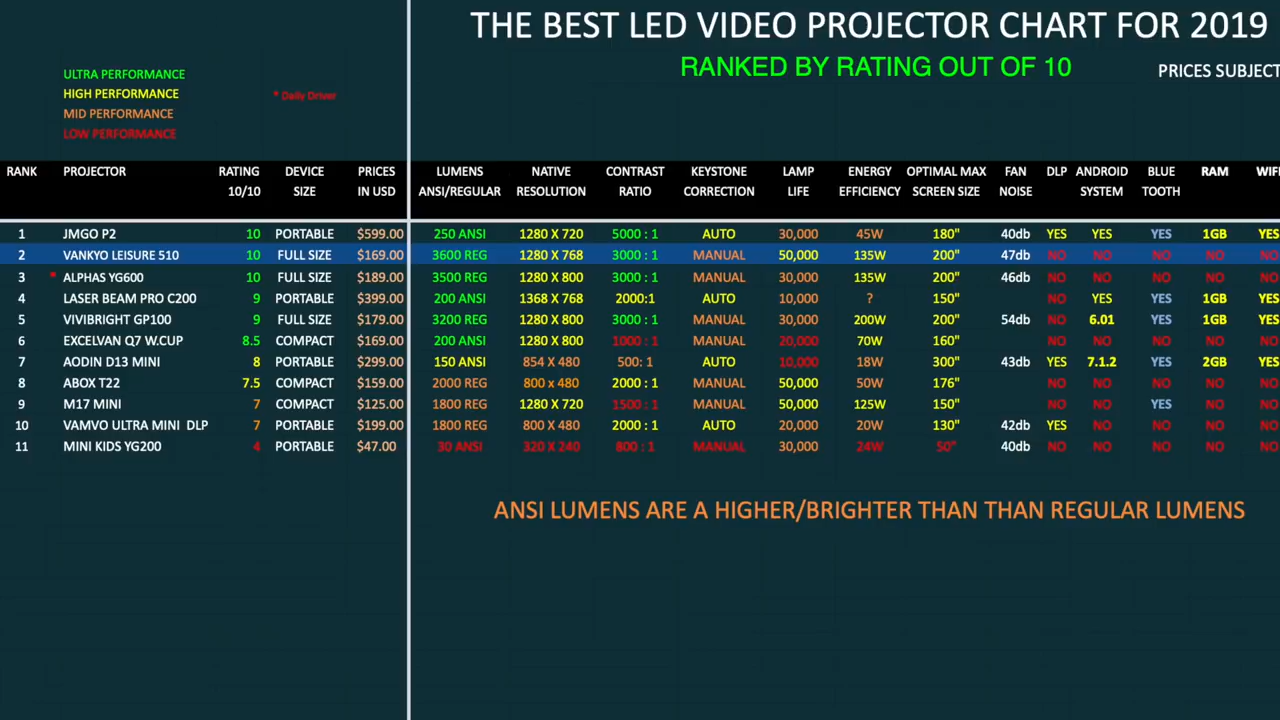 THE BEST LED VIDEO PROJECTOR CHART FOR 2019
RANKED BY RATING OUT OF 10
PRICES SUBJECT
ULTRA PERFORMANCE
HIGH PERFORMANCE
* Daily Driver
MID PERFORMANCE
LOW PERFORMANCE
RANK PROJECTOR RATING DEVICE PRICES LUMENS NATIVE CONTRAST KEYSTONE LAMP ENERGY OPTIMAL MAX FAN DLP ANDROID BLUE RAM WIFI
10/10 SIZE IN USD ANSI/REGULAR RESOLUTION RATIO CORRECTION LIFE EFFICIENCY SCREEN SIZE NOISE SYSTEM TOOTH
1 JMGO P2 10 PORTABLE $599.00 250 ANSI 1280 X 720 5000 : 1 AUTO 30,000 45W 180" 40db YES YES YES 1GB YES
2 VANKYO LEISURE 510 10 FULL SIZE $169.00 3600 REG 1280 X 768 3000 : 1 MANUAL 50,000 135W 200" 47db NO NO NO NO NO
3 * ALPHAS YG600 10 FULL SIZE $189.00 3500 REG 1280 X 800 3000 : 1 MANUAL 30,000 135W 200" 46db NO NO NO NO NO
4 LASER BEAM PRO C200 9 PORTABLE $399.00 200 ANSI 1368 X 768 2000:1 AUTO 10,000 ? 150" NO YES YES 1GB YES
5 VIVIBRIGHT GP100 9 FULL SIZE $179.00 3200 REG 1280 X 800 3000 : 1 MANUAL 30,000 200W 200" 54db NO 6.01 YES 1GB YES
6 EXCELVAN Q7 W.CUP 8.5 COMPACT $169.00 200 ANSI 1280 X 800 1000 : 1 MANUAL 20,000 70W 160" NO NO NO NO NO
7 AODIN D13 MINI 8 PORTABLE $299.00 150 ANSI 854 X 480 500: 1 AUTO 10,000 18W 300" 43db YES 7.1.2 YES 2GB YES
8 ABOX T22 7.5 COMPACT $159.00 2000 REG 800 x 480 2000 : 1 MANUAL 50,000 50W 176" NO NO NO NO NO
9 M17 MINI 7 COMPACT $125.00 1800 REG 1280 X 720 1500 : 1 MANUAL 50,000 125W 150" NO NO YES NO NO
10 VAMVO ULTRA MINI DLP 7 PORTABLE $199.00 1800 REG 800 X 480 2000 : 1 AUTO 30,000 20W 130" 42db YES NO NO NO NO
11 MINI KIDS YG200 4 PORTABLE $47.00 30 ANSI 320 X 240 800 : 1 MANUAL 30,000 24W 50" 40db NO NO NO NO NO
ANSI LUMENS ARE A HIGHER/BRIGHTER THAN THAN REGULAR LUMENS